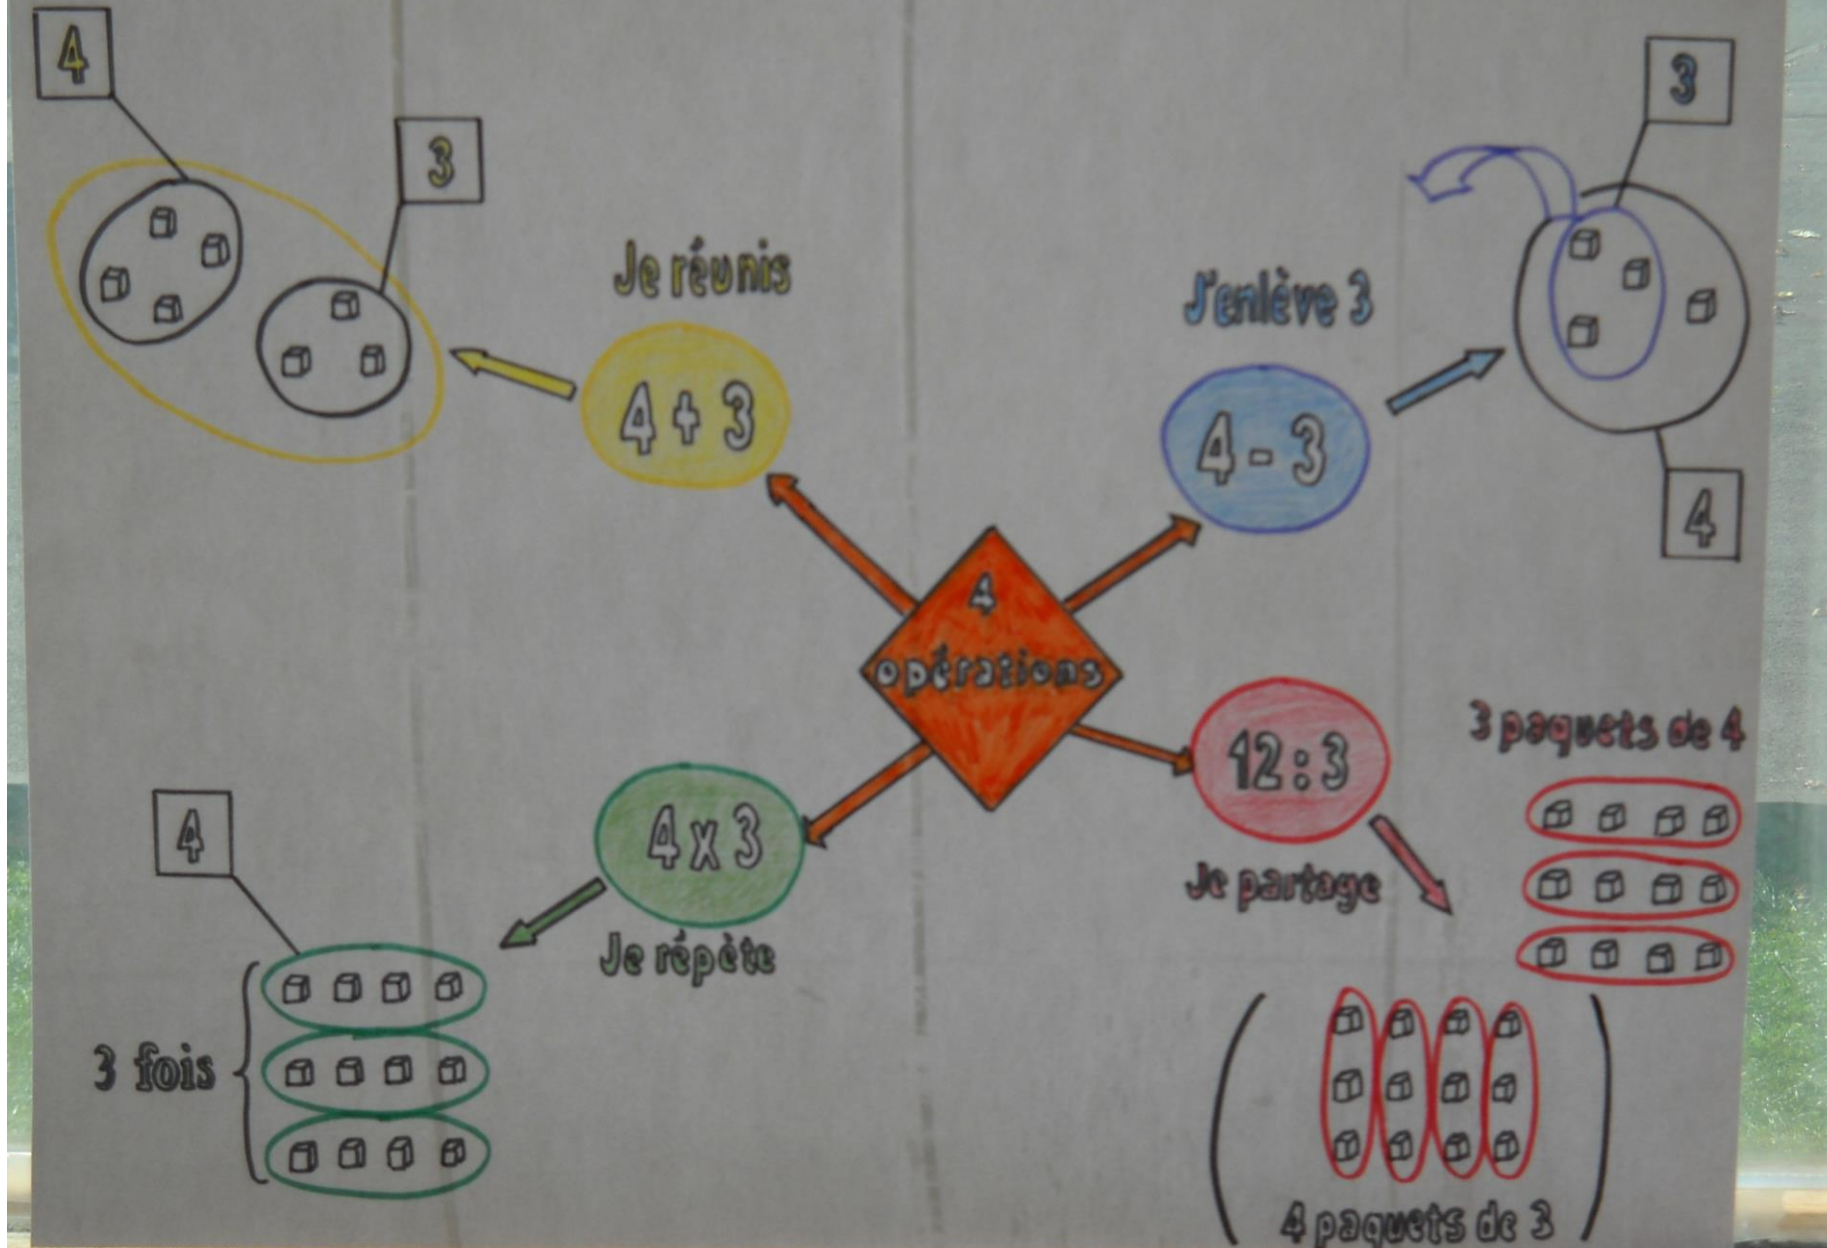 4
3
Je réunis
4 + 3
3
J'enlève 3
4 - 3
4
4
opérations
4 x 3
Je répète
4
3 fois
12 : 3
Je partage
3 paquets de 4
4 paquets de 3